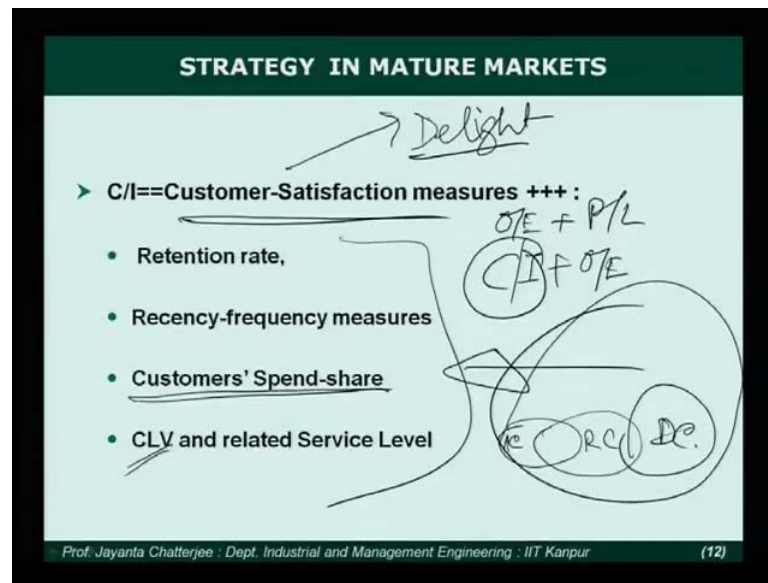 STRATEGY IN MATURE MARKETS
Delight
➤ C/I==Customer-Satisfaction measures +++ :
O/E + P/L
C/I + O/E
• Retention rate,
• Recency-frequency measures
• Customers' Spend-share
• CLV and related Service Level
RC DC.
Prof. Jayanta Chatterjee : Dept. Industrial and Management Engineering : IIT Kanpur (12)